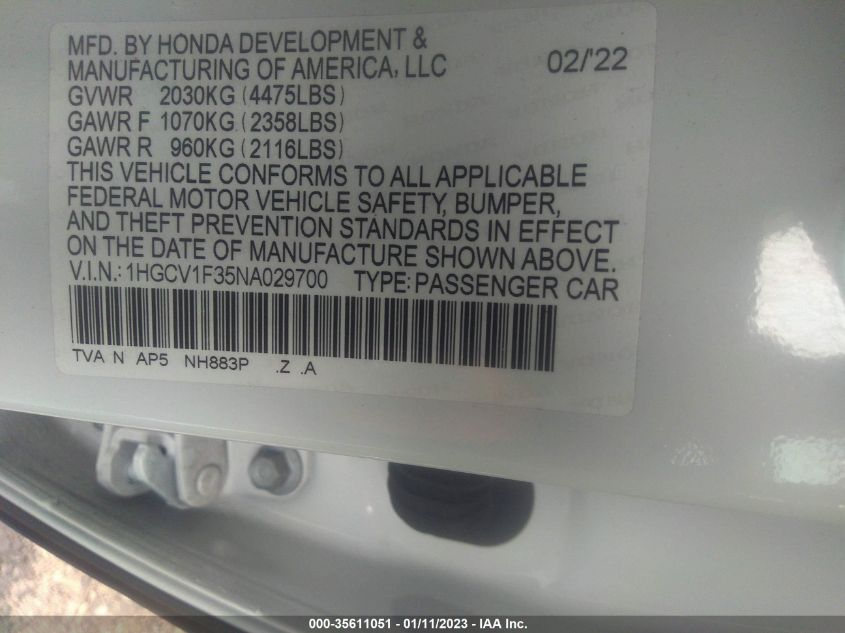 MFD. BY HONDA DEVELOPMENT &
MANUFACTURING OF AMERICA, LLC 02/'22
GVWR 2030KG (4475LBS)
GAWR F 1070KG (2358LBS)
GAWR R 960KG (2116LBS)
THIS VEHICLE CONFORMS TO ALL APPLICABLE
FEDERAL MOTOR VEHICLE SAFETY, BUMPER,
AND THEFT PREVENTION STANDARDS IN EFFECT
ON THE DATE OF MANUFACTURE SHOWN ABOVE.
V.I.N.: 1HGCV1F35NA029700 TYPE: PASSENGER CAR
TVA N AP5 NH883P .Z .A
000-35611051 - 01/11/2023 - IAA Inc.